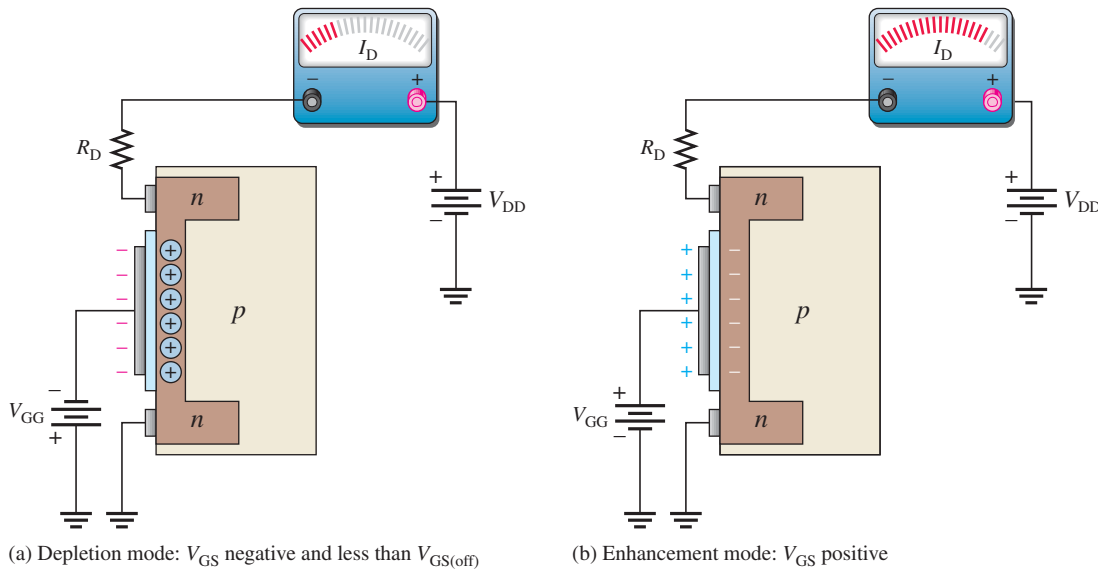 I_D
− +
R_D
n
+
V_DD
−
− +
− +
− +
p
− +
− +
− +
−
V_GG
n
+
(a) Depletion mode: V_GS negative and less than V_GS(off)
I_D
− +
R_D
n
+
V_DD
−
+ −
+ −
+ −
p
+ −
+ −
+ −
+
V_GG
n
−
(b) Enhancement mode: V_GS positive